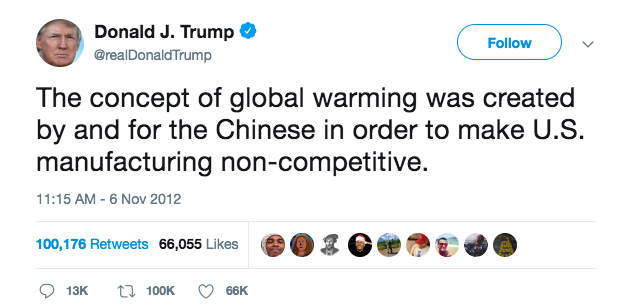 Donald J. Trump
@realDonaldTrump
Follow
The concept of global warming was created
by and for the Chinese in order to make U.S.
manufacturing non-competitive.
11:15 AM - 6 Nov 2012
100,176 Retweets 66,055 Likes
13K 100K 66K